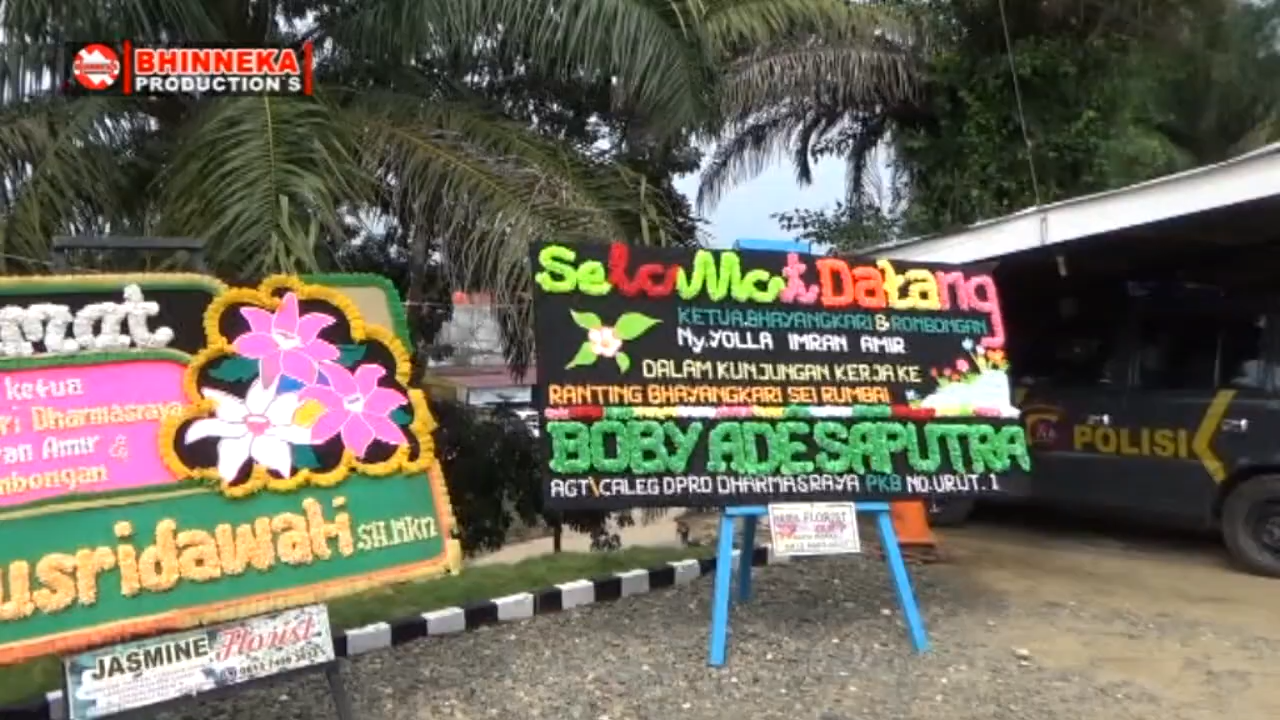 BHINNEKA
PRODUCTION'S
SelaMat Datang
KETUA.BHAYANGKARI & ROMBONGAN
Ny.YOLLA IMRAN AMIR
DALAM KUNJUNGAN KERJA KE
RANTING BHAYANGKARI SEI RUMBAI
BOBY ADE SAPUTRA
AGT\CALEG DPRD DHARMASRAYA PKB NO.URUT.1
FLORIST
mat
ketua
ri Dharmasraya
an Amir &
mbongan
usridawati SH.MKn
JASMINE Florist
POLISI